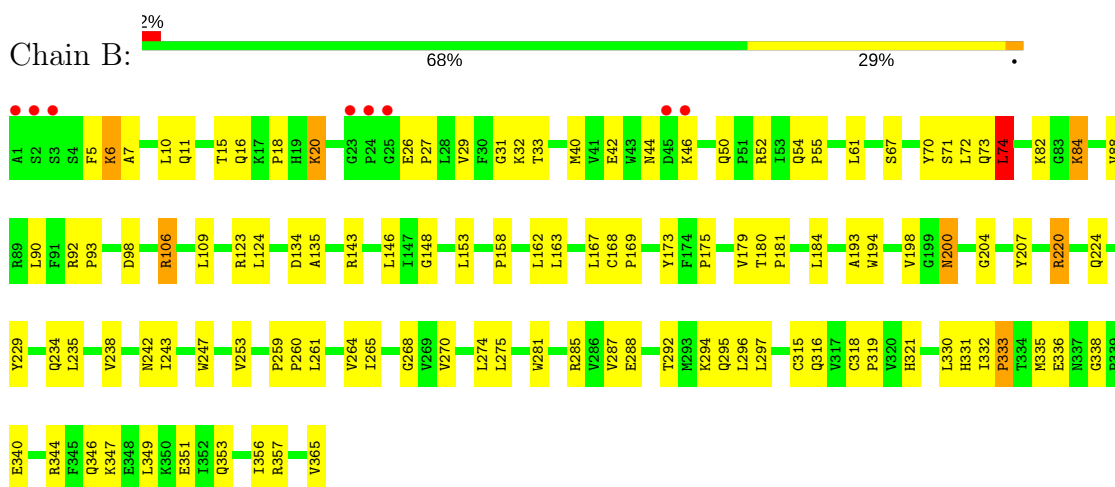 2%
Chain B:
68% 29% •
A1 S2 S3 S4 F5 K6 A7 L10 Q11 T15 Q16 K17 P18 H19 K20 G23 P24 G25 E26 P27 L28 V29 F30 G31 K32 T33 M40 V41 E42 W43 N44 D45 K46 Q50 P51 R52 I53 Q54 P55 L61 S67 Y70 S71 L72 Q73 L74 K82 G83 K84 V88
R89 L90 F91 R92 P93 D98 R106 L109 R123 L124 D134 A135 R143 L146 I147 G148 L153 P158 L162 L163 L167 C168 P169 Y173 F174 P175 V179 T180 P181 L184 A193 W194 V198 G199 N200 G204 Y207 R220 Q224
Y229 Q234 L235 V238 N242 I243 W247 V253 P259 P260 L261 V264 I265 G268 V269 V270 L274 L275 W281 R285 V286 V287 E288 T292 M293 K294 Q295 L296 L297 C315 Q316 V317 C318 P319 V320 H321 L330 H331 I332 P333 T334 M335 E336 N337 G338
E340 R344 F345 Q346 K347 E348 L349 K350 E351 I352 Q353 I356 R357 V365